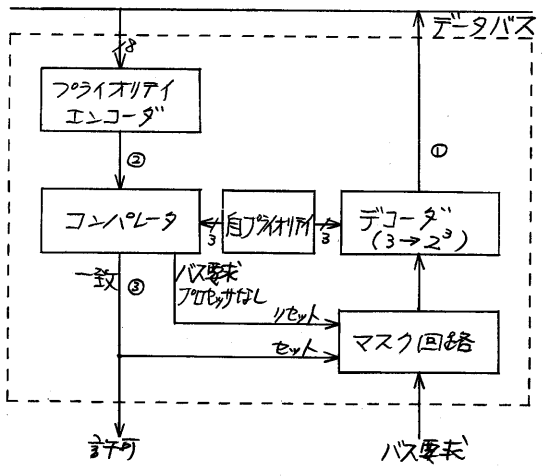 データバス
8
プライオリティ
エンコーダ
②
①
コンパレータ
3
自プライオリティ
3
デコーダ
(3→2³)
一致
③
バス要求
プロセッサなし
リセット
セット
マスク回路
許可
バス要求